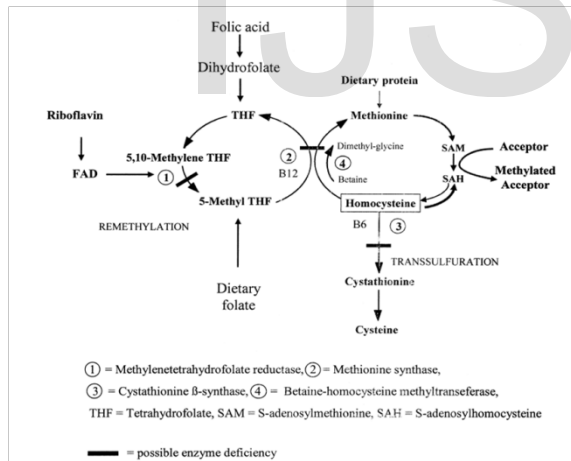 IJS
Folic acid
Dihydrofolate
Dietary protein
Riboflavin
THF
Methionine
Dimethyl-glycine
SAM
Acceptor
5,10-Methylene THF
②
B12
④
Betaine
Methylated
Acceptor
FAD
①
SAH
5-Methyl THF
Homocysteine
REMETHYLATION
B6
③
TRANSSULFURATION
Dietary
folate
Cystathionine
Cysteine
① = Methylenetetrahydrofolate reductase, ② = Methionine synthase,
③ = Cystathionine ß-synthase, ④ = Betaine-homocysteine methyltranseferase,
THF = Tetrahydrofolate, SAM = S-adenosylmethionine, SAH = S-adenosylhomocysteine
= possible enzyme deficiency